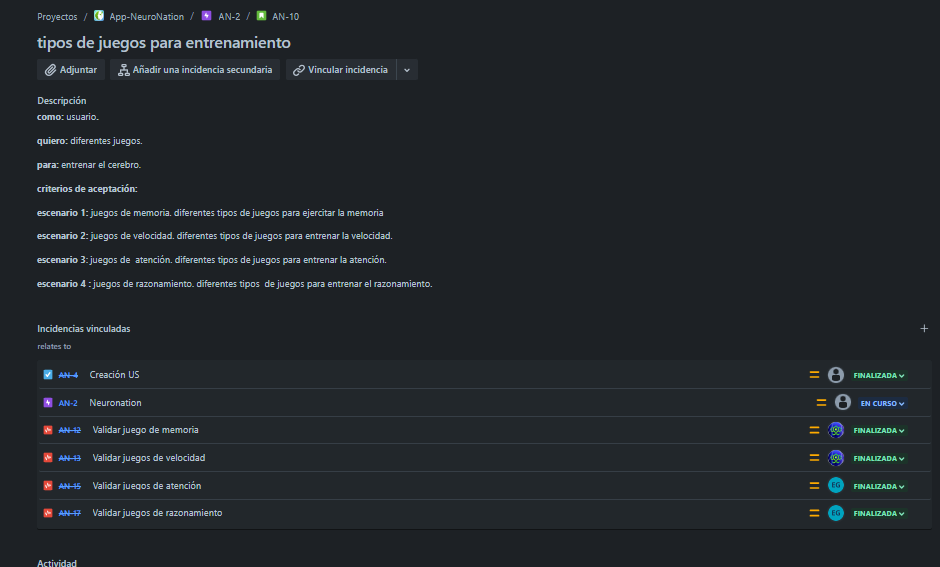 Proyectos / App-NeuroNation / AN-2 / AN-10
tipos de juegos para entrenamiento
Adjuntar Añadir una incidencia secundaria Vincular incidencia
Descripción
como: usuario.
quiero: diferentes juegos.
para: entrenar el cerebro.
criterios de aceptación:
escenario 1: juegos de memoria. diferentes tipos de juegos para ejercitar la memoria
escenario 2: juegos de velocidad. diferentes tipos de juegos para entrenar la velocidad.
escenario 3: juegos de atención. diferentes tipos de juegos para entrenar la atención.
escenario 4 : juegos de razonamiento. diferentes tipos de juegos para entrenar el razonamiento.
Incidencias vinculadas
relates to
AN-4 Creación US FINALIZADA
AN-2 Neuronation EN CURSO
AN-12 Validar juego de memoria FINALIZADA
AN-13 Validar juegos de velocidad FINALIZADA
AN-15 Validar juegos de atención EG FINALIZADA
AN-17 Validar juegos de razonamiento EG FINALIZADA
Actividad